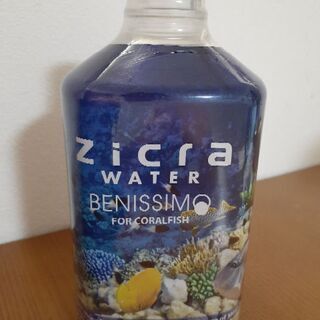 zicra
WATER
BENISSIMO
FOR CORALFISH